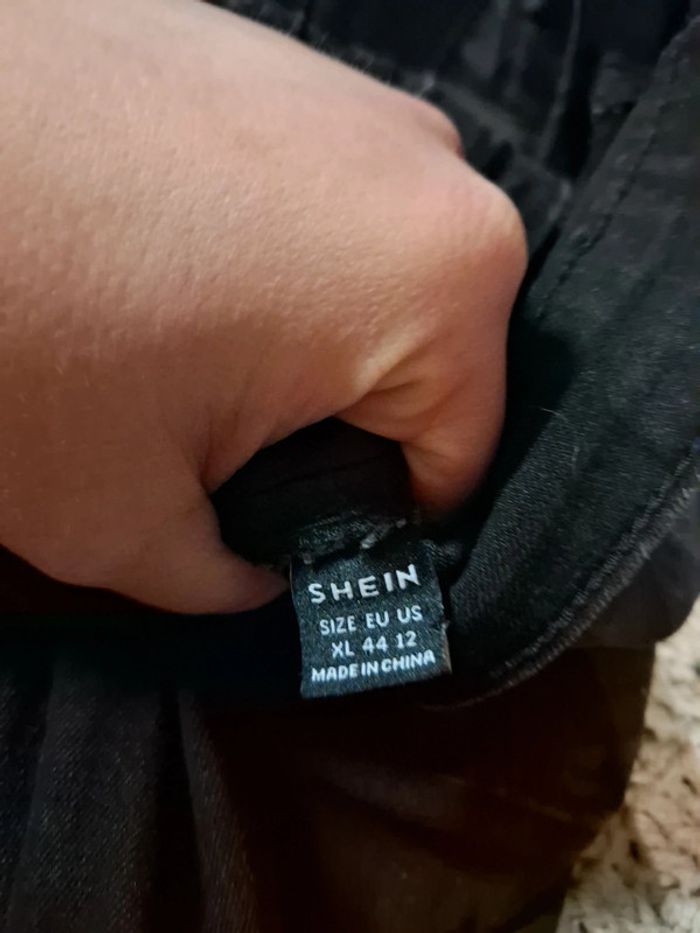 SHEIN
SIZE EU US
XL 44 12
MADE IN CHINA